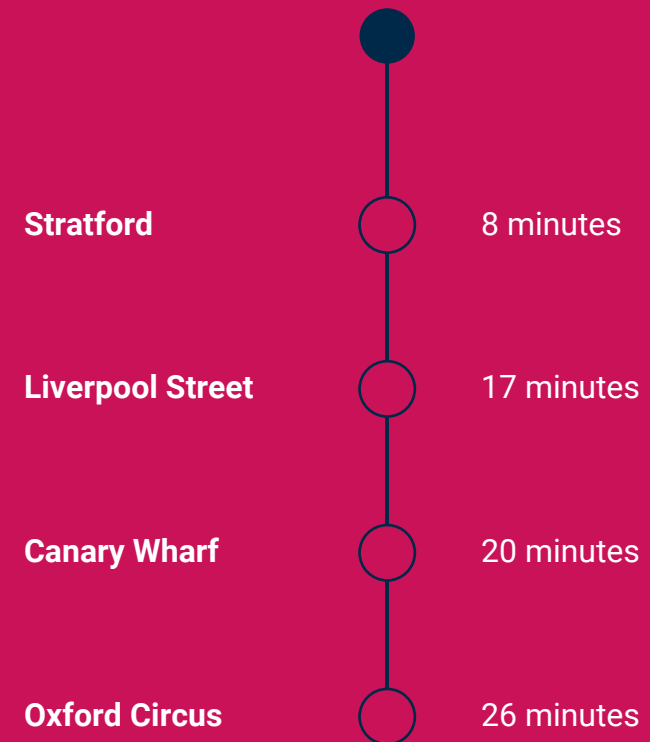 Stratford 8 minutes
Liverpool Street 17 minutes
Canary Wharf 20 minutes
Oxford Circus 26 minutes